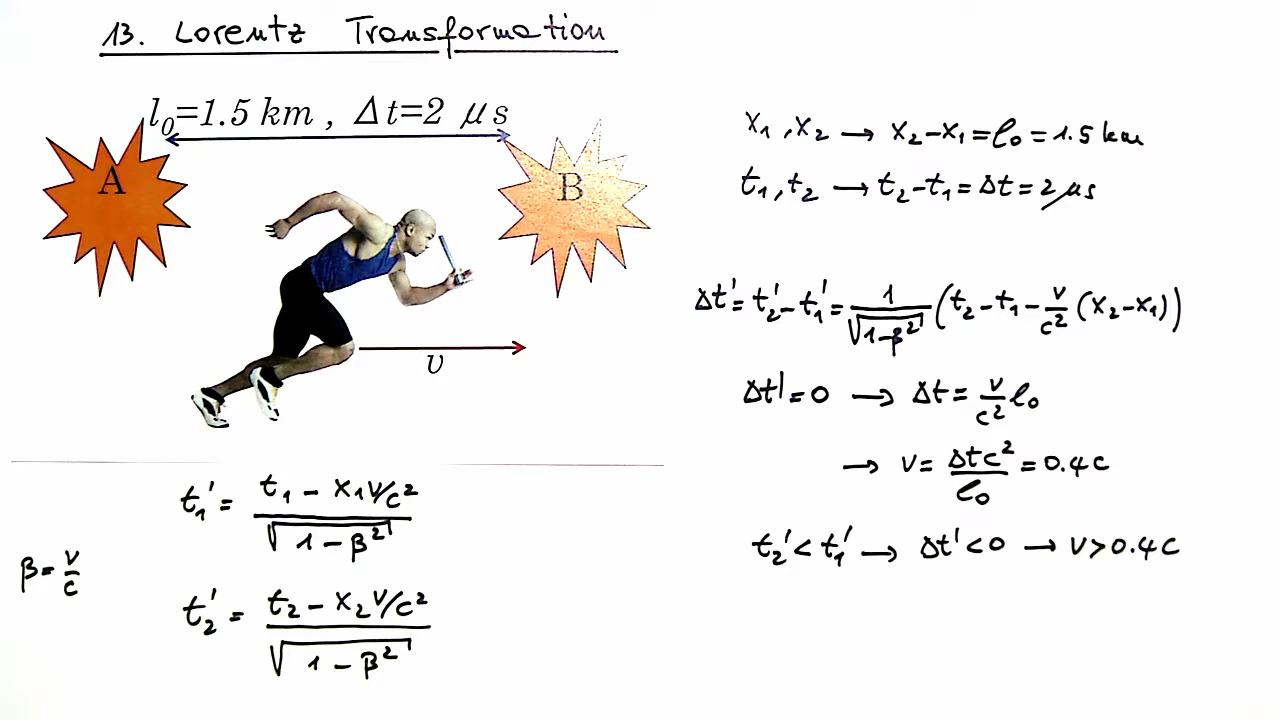 13. Lorentz Transformation
l₀=1.5 km , Δt=2 μs
A
B
v
t₁' = (t₁ - x₁v/c²) / √(1-β²)
β = v/c
t₂' = (t₂ - x₂v/c²) / √(1-β²)
x₁, x₂ → x₂-x₁ = l₀ = 1.5 km
t₁, t₂ → t₂-t₁ = Δt = 2 μs
Δt' = t₂' - t₁' = 1/√(1-β²) (t₂-t₁ - v/c² (x₂-x₁))
Δt' = 0 → Δt = v/c² l₀
→ v = Δtc²/l₀ = 0.4c
t₂' < t₁' → Δt' < 0 → v > 0.4c